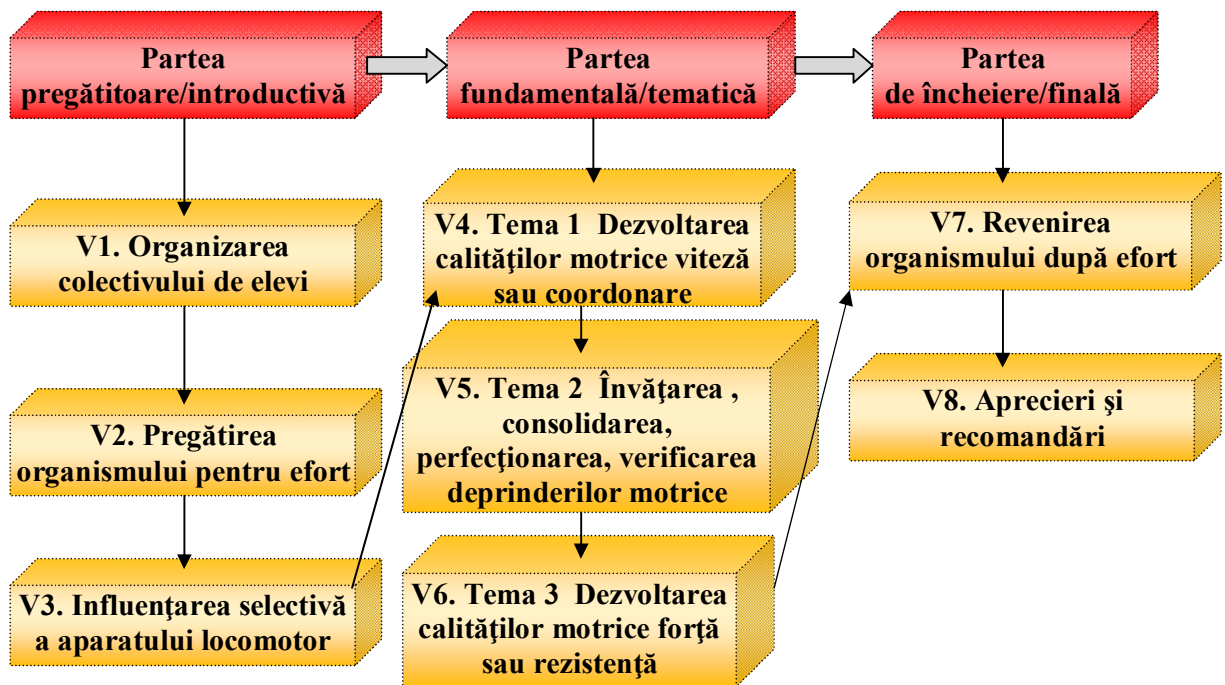 Partea
pregătitoare/introductivă
Partea
fundamentală/tematică
Partea
de încheiere/finală
V1. Organizarea
colectivului de elevi
V2. Pregătirea
organismului pentru efort
V3. Influenţarea selectivă
a aparatului locomotor
V4. Tema 1 Dezvoltarea
calităţilor motrice viteză
sau coordonare
V5. Tema 2 Învăţarea ,
consolidarea,
perfecţionarea, verificarea
deprinderilor motrice
V6. Tema 3 Dezvoltarea
calităţilor motrice forţă
sau rezistenţă
V7. Revenirea
organismului după efort
V8. Aprecieri şi
recomandări